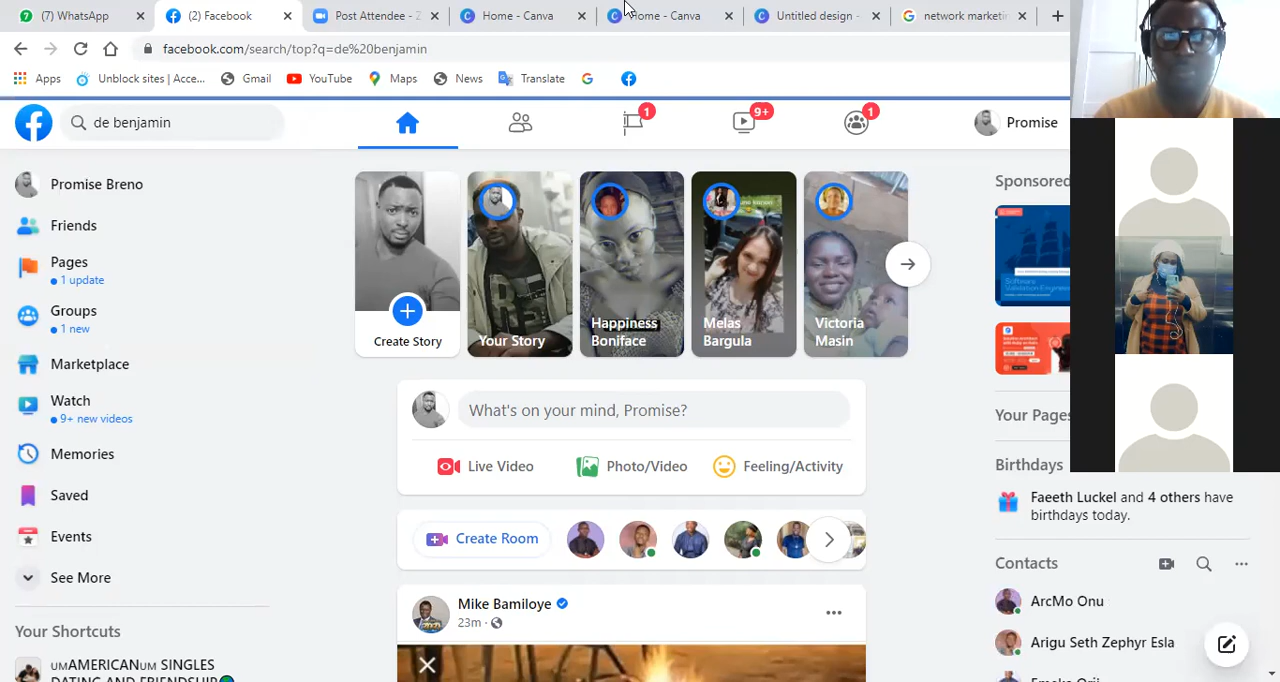 (7) WhatsApp
(2) Facebook
Post Attendee - Z
Home - Canva
Home - Canva
Untitled design -
network marketin
facebook.com/search/top?q=de%20benjamin
Apps
Unblock sites | Acce...
Gmail
YouTube
Maps
News
Translate
de benjamin
1
9+
1
Promise
Promise Breno
Friends
Pages
1 update
Groups
1 new
Marketplace
Watch
9+ new videos
Memories
Saved
Events
See More
Your Shortcuts
UMAMERICANUM SINGLES
DATING AND FRIENDSHIP
Create Story
Your Story
Happiness
Boniface
Melas
Bargula
Victoria
Masin
What's on your mind, Promise?
Live Video
Photo/Video
Feeling/Activity
Create Room
Mike Bamiloye
23m
Sponsored
Software
Validation Engineer
Your Pages
Birthdays
Faeeth Luckel and 4 others have
birthdays today.
Contacts
ArcMo Onu
Arigu Seth Zephyr Esla